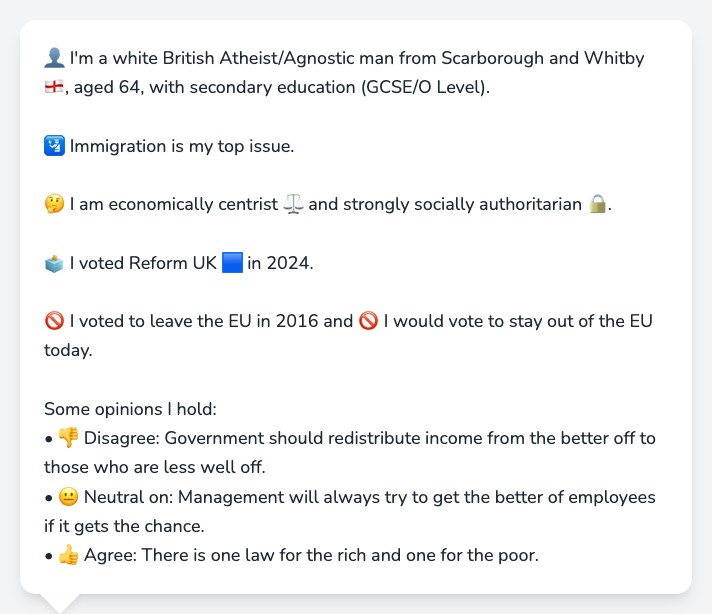 👤 I'm a white British Atheist/Agnostic man from Scarborough and Whitby
🏴󠁧󠁢󠁥󠁮󠁧󠁿, aged 64, with secondary education (GCSE/O Level).
🛂 Immigration is my top issue.
🤔 I am economically centrist ⚖️ and strongly socially authoritarian 🔒.
🗳️ I voted Reform UK 🟦 in 2024.
🚫 I voted to leave the EU in 2016 and 🚫 I would vote to stay out of the EU
today.
Some opinions I hold:
• 👎 Disagree: Government should redistribute income from the better off to
those who are less well off.
• 😐 Neutral on: Management will always try to get the better of employees
if it gets the chance.
• 👍 Agree: There is one law for the rich and one for the poor.